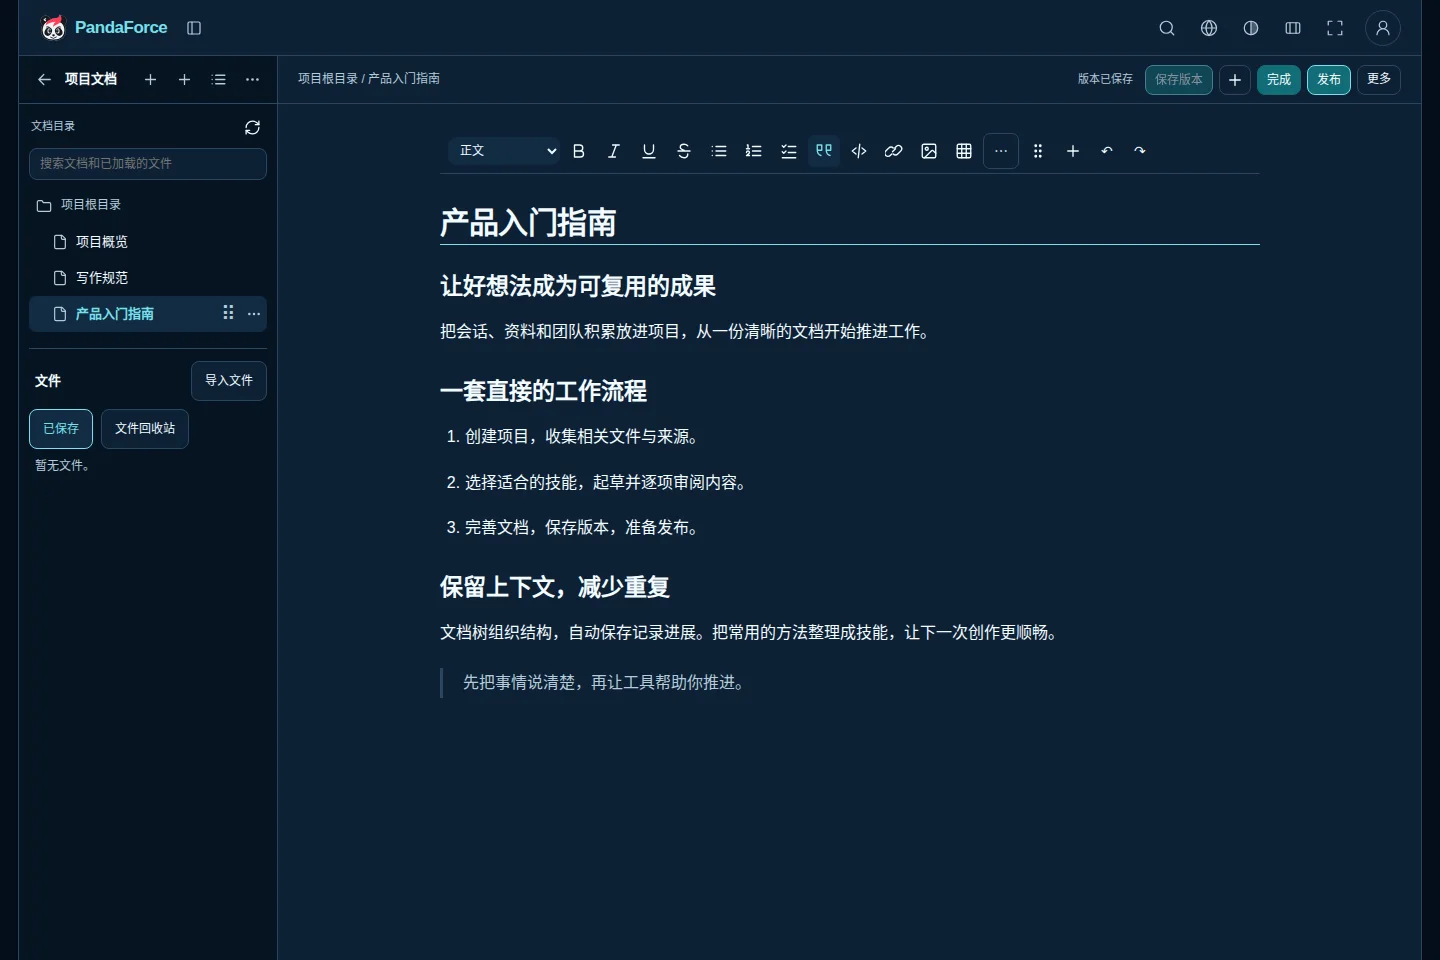 PandaForce
项目文档
项目根目录 / 产品入门指南
版本已保存
保存版本
完成
发布
更多
文档目录
搜索文档和已加载的文件
项目根目录
项目概览
写作规范
产品入门指南
文件
导入文件
已保存
文件回收站
暂无文件。
正文
产品入门指南
让好想法成为可复用的成果
把会话、资料和团队积累放进项目，从一份清晰的文档开始推进工作。
一套直接的工作流程
1. 创建项目，收集相关文件与来源。
2. 选择适合的技能，起草并逐项审阅内容。
3. 完善文档，保存版本，准备发布。
保留上下文，减少重复
文档树组织结构，自动保存记录进展。把常用的方法整理成技能，让下一次创作更顺畅。
先把事情说清楚，再让工具帮助你推进。